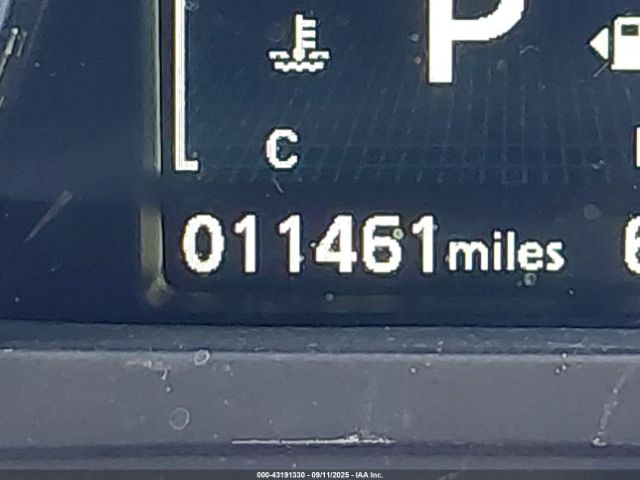 P
C
011461 miles
000-43191330 - 09/11/2025 - IAA Inc.